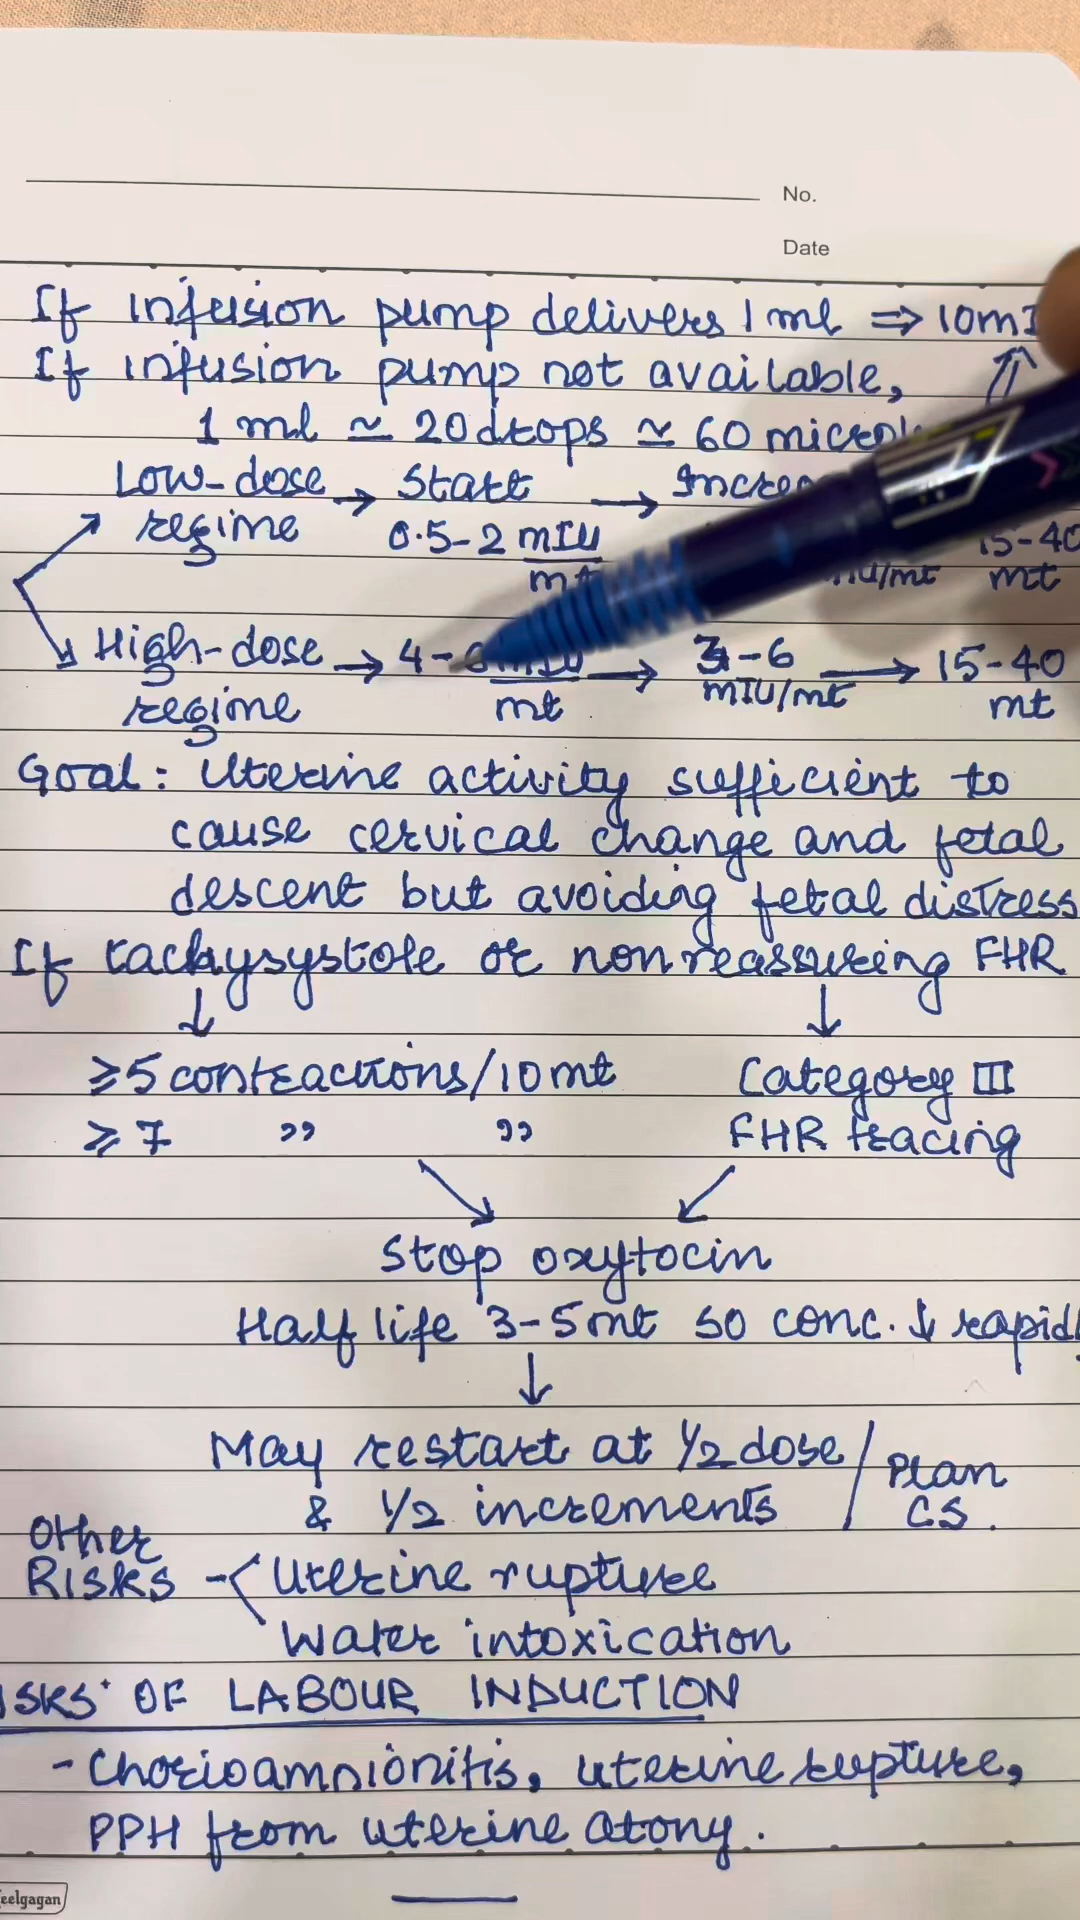 No.
Date
If infusion pump delivers 1 ml ⇒ 10m
If infusion pump not available,
1 ml ≃ 20 drops ≃ 60
Low-dose regime → Start 0.5-2 mIU/mt →
15-40 mt
High-dose regime → 4- mIU/mt → 3-6 mIU/mt → 15-40 mt
Goal: Uterine activity sufficient to
cause cervical change and fetal
descent but avoiding fetal distress
If tachysystole or nonreassuring FHR
↓ ↓
≥5 contractions/10 mt Category III
≥7 ,, ,, FHR tracing
Stop oxytocin
Half life 3-5mt so conc. ↓
↓
May restart at 1/2 dose / Plan
& 1/2 increments / CS.
Other
Risks - Uterine rupture
Water intoxication
OF LABOUR INDUCTION
- Chorioamnionitis, uterine rupture,
PPH from uterine atony.
eelgagan